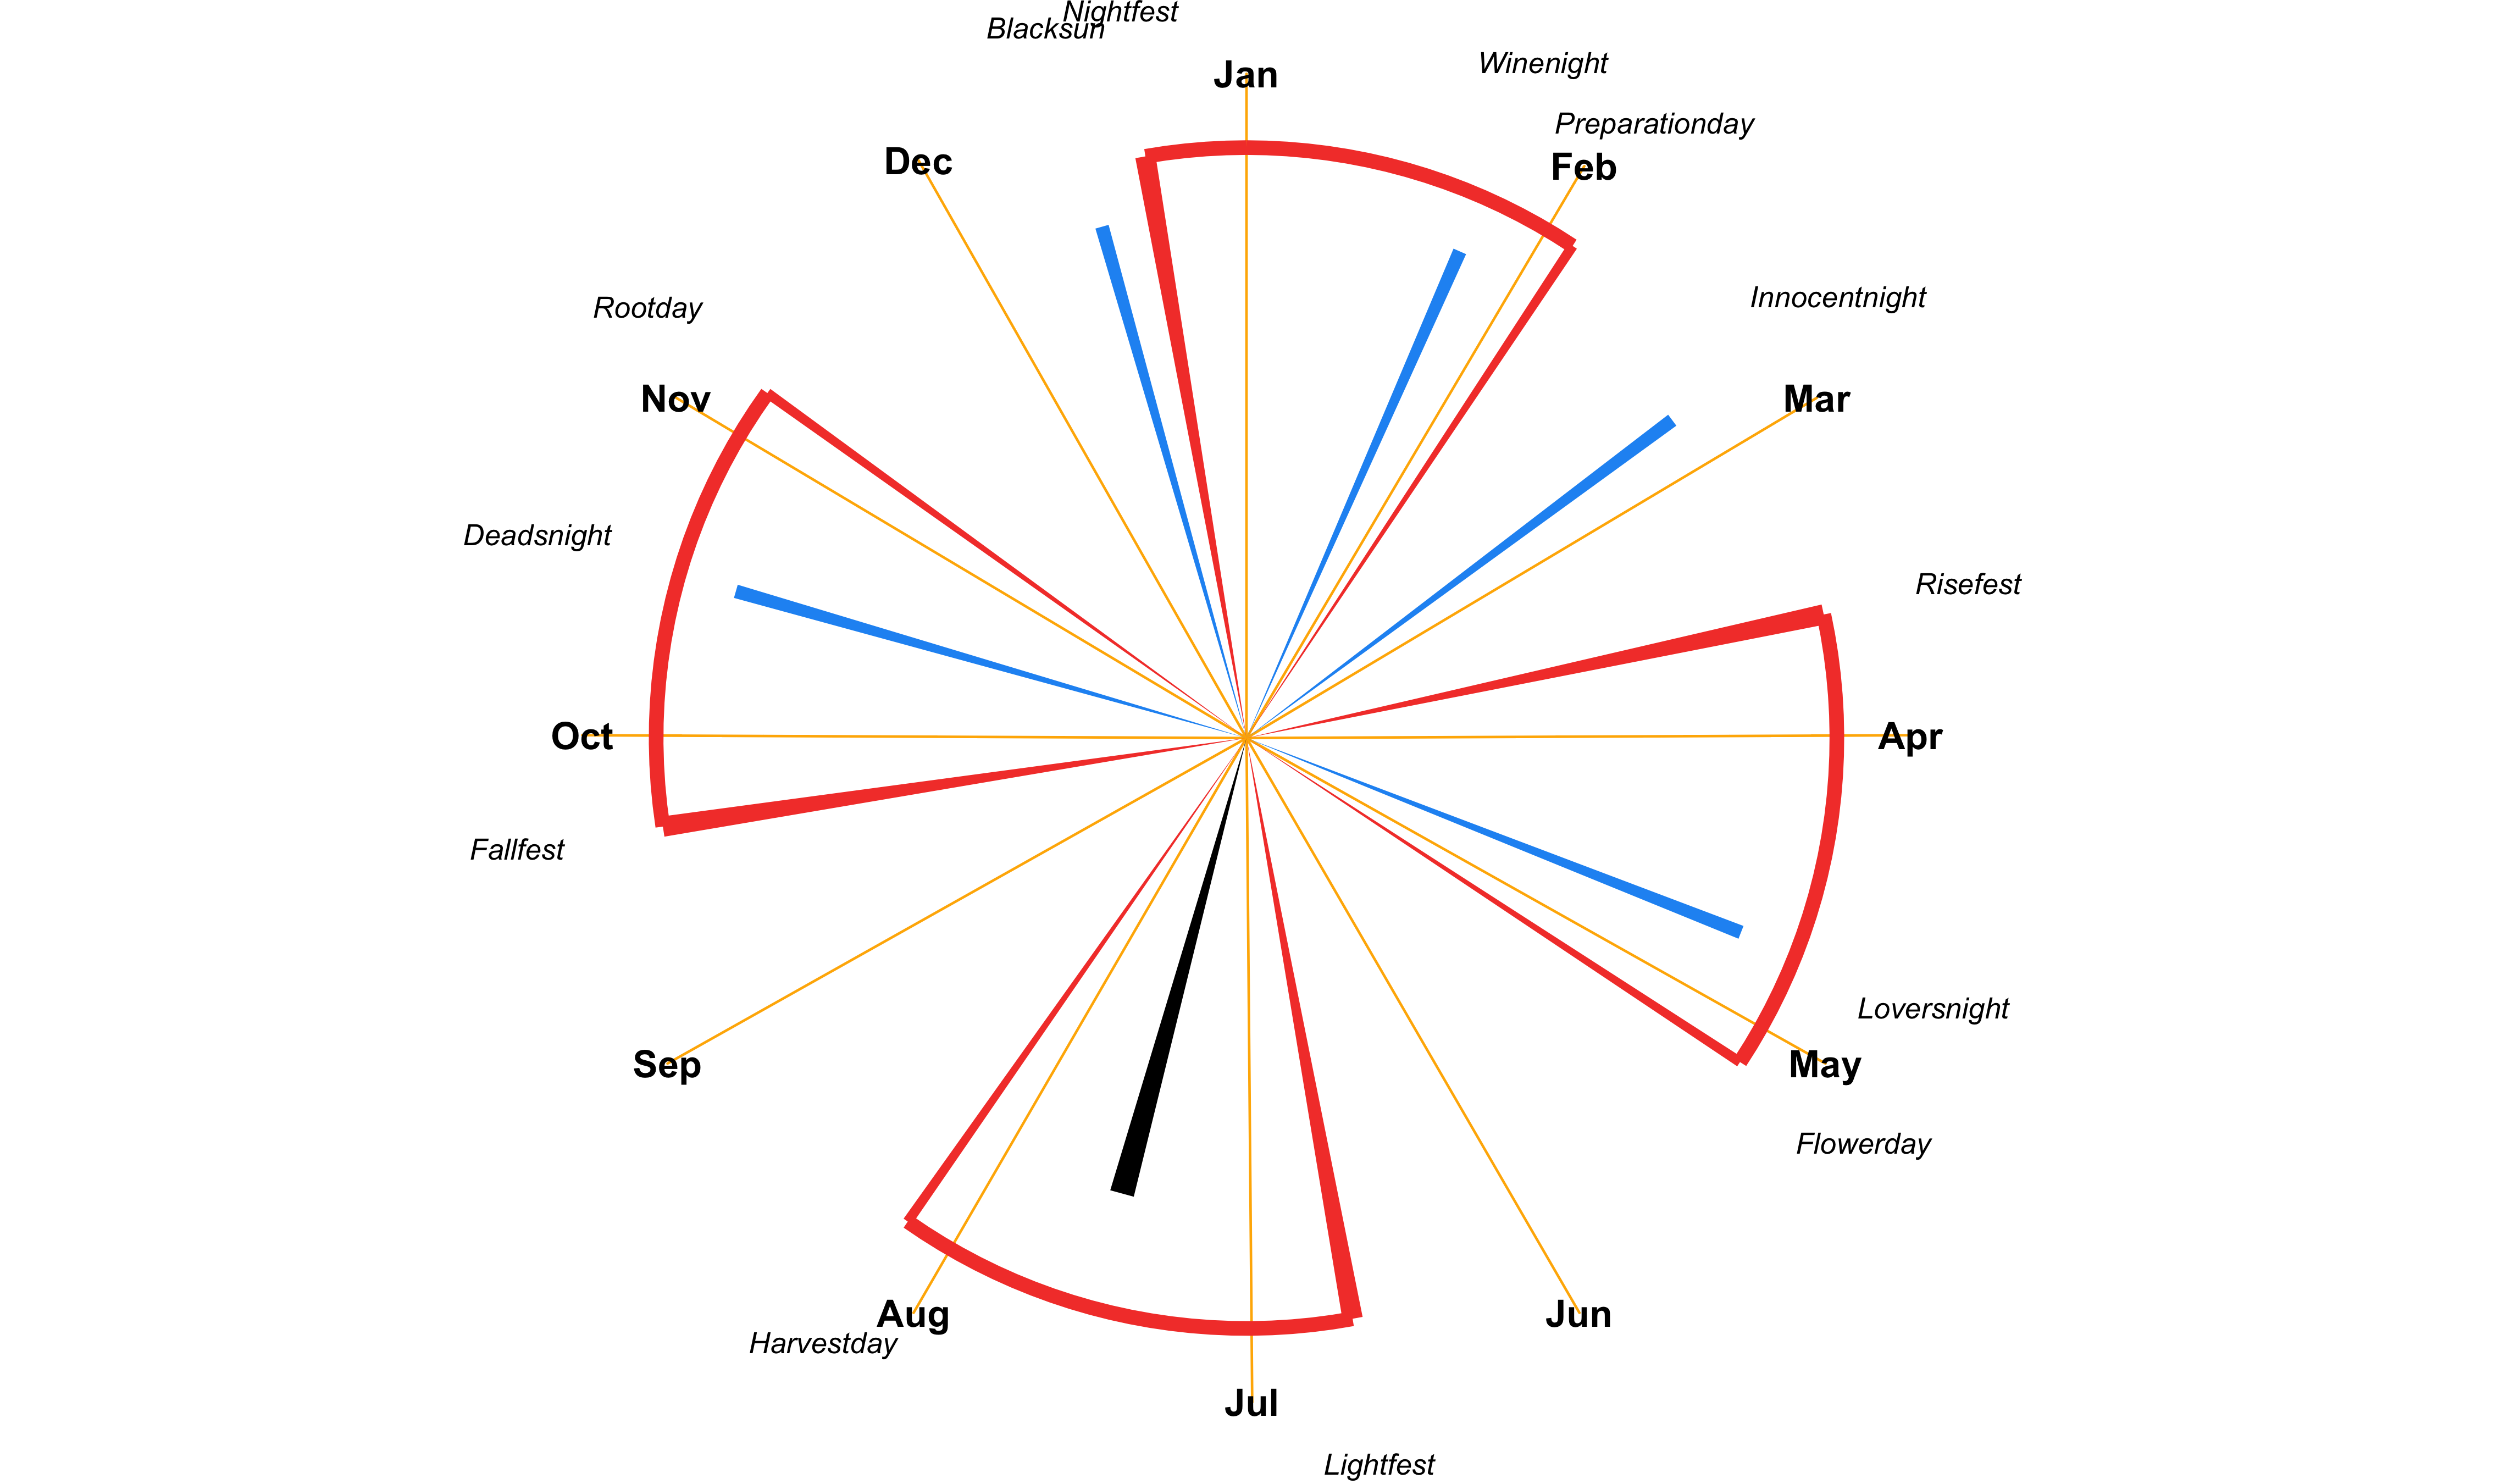 Nightfest
Blacksun
Winenight
Jan
Preparationday
Dec
Feb
Innocentnight
Rootday
Nov
Mar
Deadsnight
Risefest
Oct
Apr
Fallfest
Loversnight
Sep
May
Flowerday
Aug
Jun
Harvestday
Jul
Lightfest